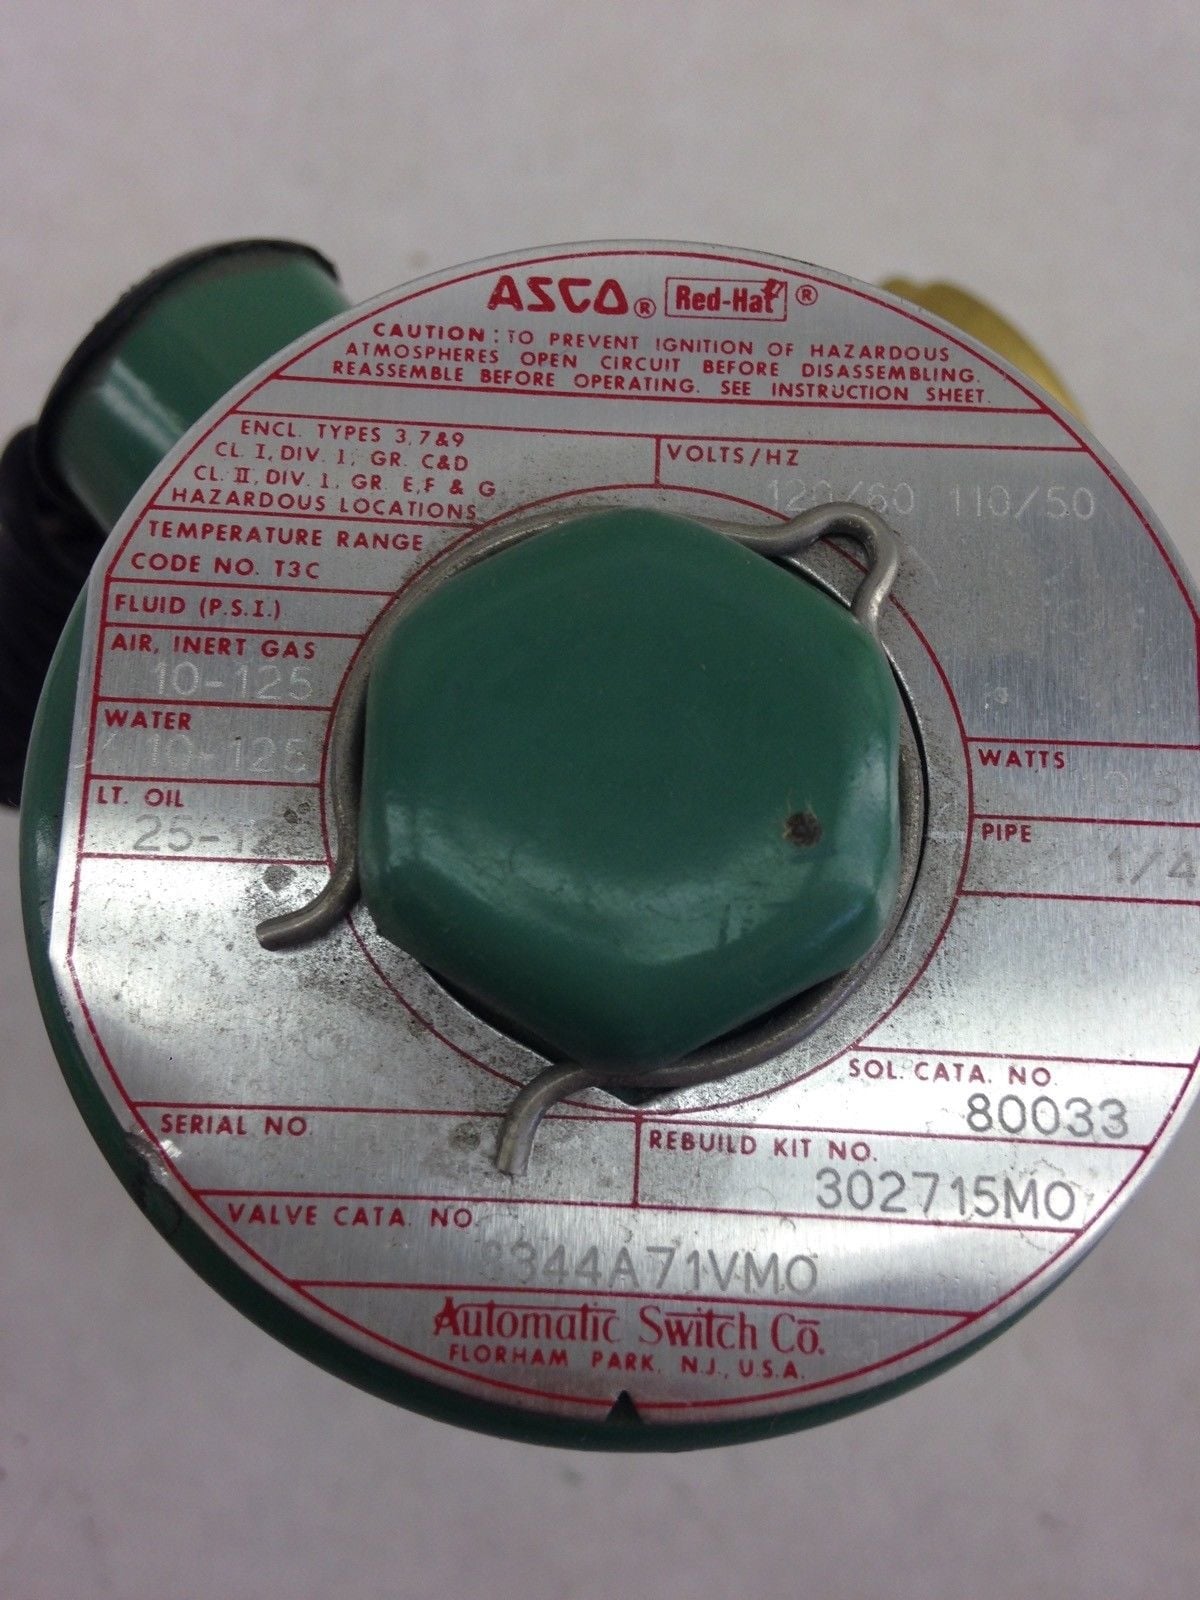 ASCO® Red-Hat®
CAUTION: TO PREVENT IGNITION OF HAZARDOUS
ATMOSPHERES OPEN CIRCUIT BEFORE DISASSEMBLING.
REASSEMBLE BEFORE OPERATING. SEE INSTRUCTION SHEET.
ENCL. TYPES 3,7&9
CL. I, DIV. 1, GR. C&D
CL. II, DIV. 1, GR. E,F & G
HAZARDOUS LOCATIONS
VOLTS/HZ
120/60 110/50
TEMPERATURE RANGE
CODE NO. T3C
FLUID (P.S.I.)
AIR, INERT GAS
10-125
WATER
10-125
LT. OIL
WATTS
PIPE
1/4
SOL. CATA. NO.
80033
SERIAL NO.
REBUILD KIT NO.
302715MO
VALVE CATA. NO.
8344A71VMO
Automatic Switch Co.
FLORHAM PARK, N.J., U.S.A.